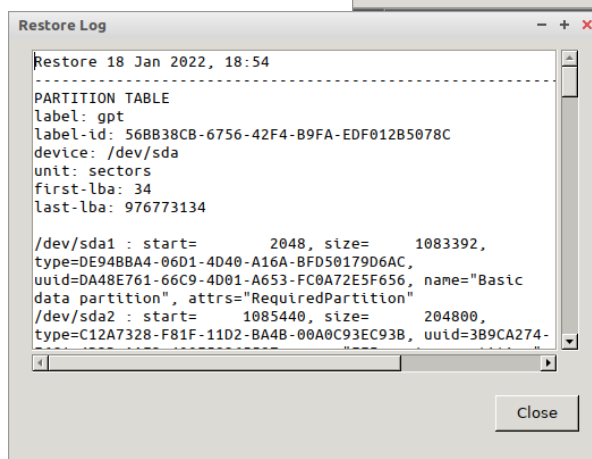 Restore Log
Restore 18 Jan 2022, 18:54
--------------------------------------------------------------
PARTITION TABLE
label: gpt
label-id: 56BB38CB-6756-42F4-B9FA-EDF012B5078C
device: /dev/sda
unit: sectors
first-lba: 34
last-lba: 976773134
/dev/sda1 : start=        2048, size=     1083392,
type=DE94BBA4-06D1-4D40-A16A-BFD50179D6AC,
uuid=DA48E761-66C9-4D01-A653-FC0A72E5F656, name="Basic
data partition", attrs="RequiredPartition"
/dev/sda2 : start=     1085440, size=      204800,
type=C12A7328-F81F-11D2-BA4B-00A0C93EC93B, uuid=3B9CA274-
Close